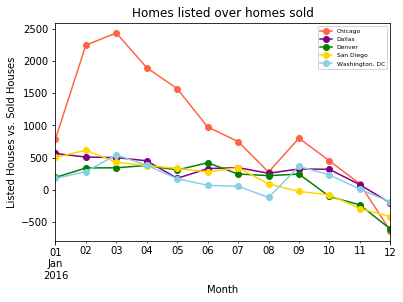 Homes listed over homes sold
Listed Houses vs. Sold Houses
2500
2000
1500
1000
500
0
−500
Chicago
Dallas
Denver
San Diego
Washington, DC
01 02 03 04 05 06 07 08 09 10 11 12
Jan
2016
Month